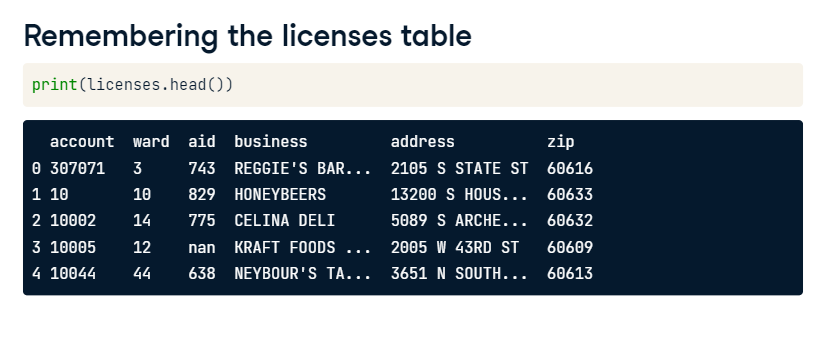 Remembering the licenses table
print(licenses.head())
account ward aid business address zip
0 307071 3 743 REGGIE'S BAR... 2105 S STATE ST 60616
1 10 10 829 HONEYBEERS 13200 S HOUS... 60633
2 10002 14 775 CELINA DELI 5089 S ARCHE... 60632
3 10005 12 nan KRAFT FOODS ... 2005 W 43RD ST 60609
4 10044 44 638 NEYBOUR'S TA... 3651 N SOUTH... 60613